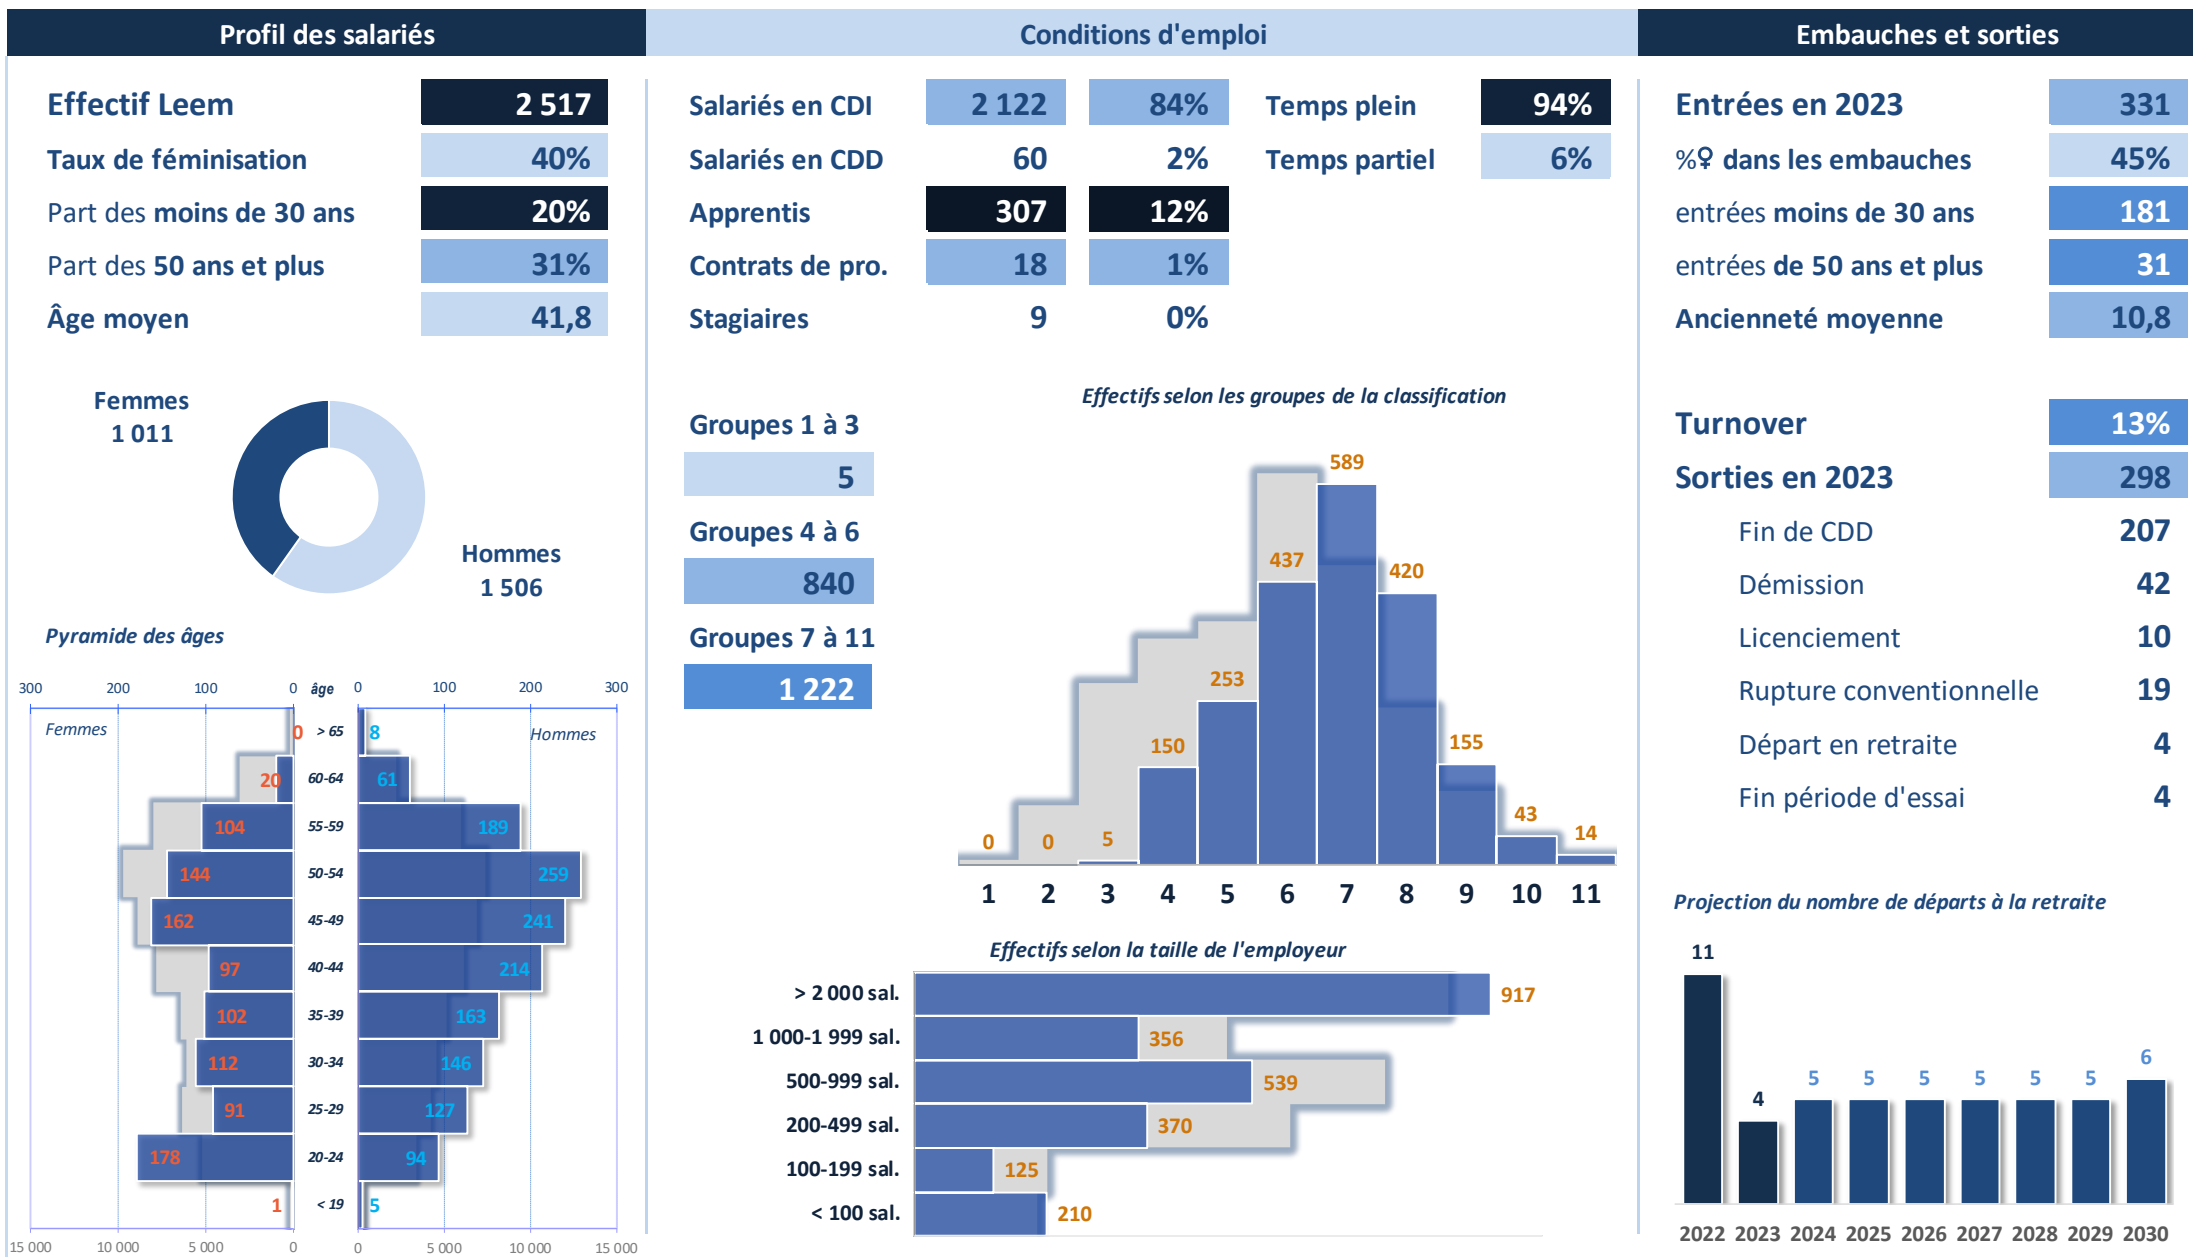 Profil des salariés
Effectif Leem 2 517
Taux de féminisation 40%
Part des moins de 30 ans 20%
Part des 50 ans et plus 31%
Âge moyen 41,8
Femmes
1 011
Hommes
1 506
Pyramide des âges
300 200 100 0 âge 0 100 200 300
Femmes Hommes
0 > 65 8
20 60-64 61
104 55-59 189
144 50-54 259
162 45-49 241
97 40-44 214
102 35-39 163
112 30-34 146
91 25-29 127
178 20-24 94
1 < 19 5
15 000 10 000 5 000 0 0 5 000 10 000 15 000
Conditions d'emploi
Salariés en CDI 2 122 84% Temps plein 94%
Salariés en CDD 60 2% Temps partiel 6%
Apprentis 307 12%
Contrats de pro. 18 1%
Stagiaires 9 0%
Groupes 1 à 3
5
Groupes 4 à 6
840
Groupes 7 à 11
1 222
Effectifs selon les groupes de la classification
0 0 5 150 253 437 589 420 155 43 14
1 2 3 4 5 6 7 8 9 10 11
Effectifs selon la taille de l'employeur
> 2 000 sal. 917
1 000-1 999 sal. 356
500-999 sal. 539
200-499 sal. 370
100-199 sal. 125
< 100 sal. 210
Embauches et sorties
Entrées en 2023 331
%♀ dans les embauches 45%
entrées moins de 30 ans 181
entrées de 50 ans et plus 31
Ancienneté moyenne 10,8
Turnover 13%
Sorties en 2023 298
Fin de CDD 207
Démission 42
Licenciement 10
Rupture conventionnelle 19
Départ en retraite 4
Fin période d'essai 4
Projection du nombre de départs à la retraite
11 4 5 5 5 5 5 5 6
2022 2023 2024 2025 2026 2027 2028 2029 2030